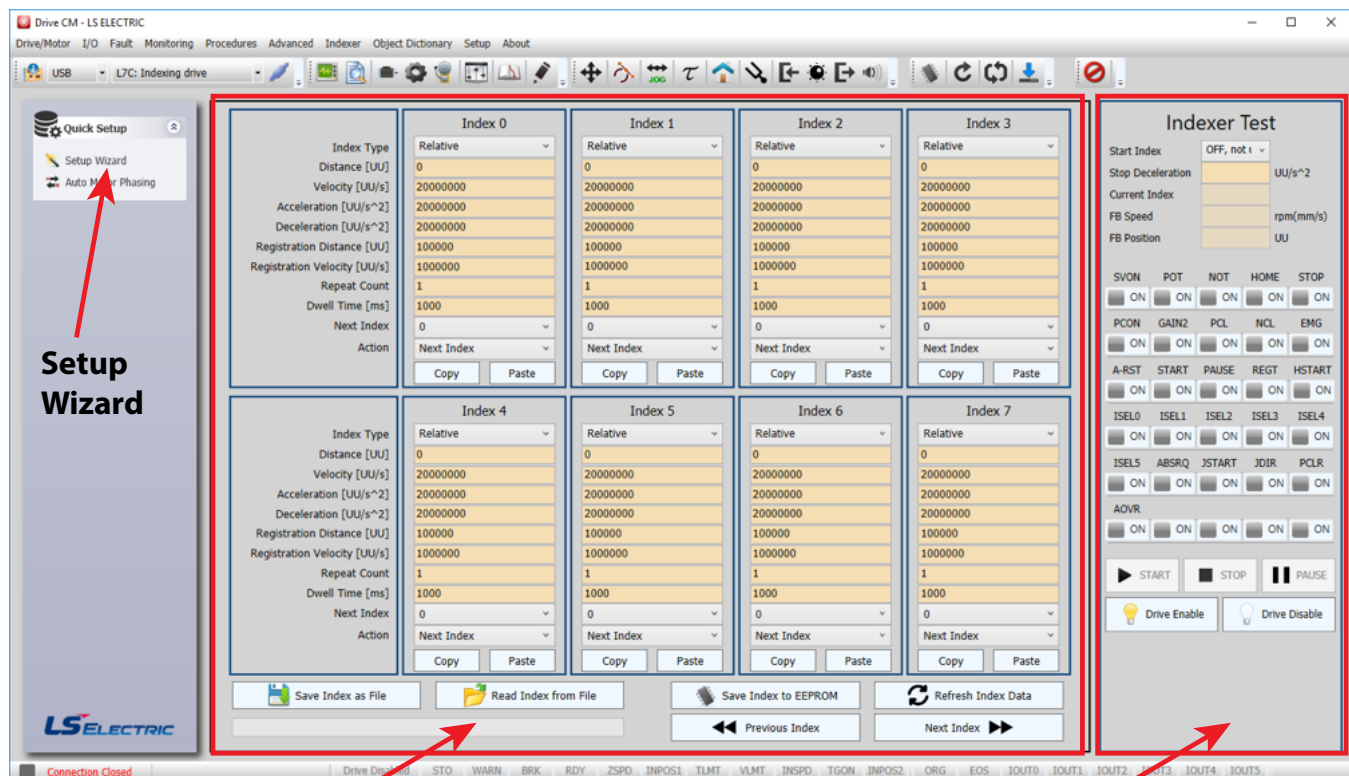 Drive CM - LS ELECTRIC
Drive/Motor I/O Fault Monitoring Procedures Advanced Indexer Object Dictionary Setup About
USB L7C: Indexing drive JOG
Quick Setup
Setup Wizard
Auto Phasing
Setup
Wizard
LS ELECTRIC
Index 0 Index 1 Index 2 Index 3
Index Type Relative Relative Relative Relative
Distance [UU] 0 0 0 0
Velocity [UU/s] 20000000 20000000 20000000 20000000
Acceleration [UU/s^2] 20000000 20000000 20000000 20000000
Deceleration [UU/s^2] 20000000 20000000 20000000 20000000
Registration Distance [UU] 100000 100000 100000 100000
Registration Velocity [UU/s] 1000000 1000000 1000000 1000000
Repeat Count 1 1 1 1
Dwell Time [ms] 1000 1000 1000 1000
Next Index 0 0 0 0
Action Next Index Next Index Next Index Next Index
Copy Paste Copy Paste Copy Paste Copy Paste
Index 4 Index 5 Index 6 Index 7
Index Type Relative Relative Relative Relative
Distance [UU] 0 0 0 0
Velocity [UU/s] 20000000 20000000 20000000 20000000
Acceleration [UU/s^2] 20000000 20000000 20000000 20000000
Deceleration [UU/s^2] 20000000 20000000 20000000 20000000
Registration Distance [UU] 100000 100000 100000 100000
Registration Velocity [UU/s] 1000000 1000000 1000000 1000000
Repeat Count 1 1 1 1
Dwell Time [ms] 1000 1000 1000 1000
Next Index 0 0 0 0
Action Next Index Next Index Next Index Next Index
Copy Paste Copy Paste Copy Paste Copy Paste
Save Index as File Read Index from File Save Index to EEPROM Refresh Index Data
Previous Index Next Index
Indexer Test
Start Index OFF, not
Stop Deceleration UU/s^2
Current Index
FB Speed rpm(mm/s)
FB Position UU
SVON POT NOT HOME STOP
ON ON ON ON ON
PCON GAIN2 PCL NCL EMG
ON ON ON ON ON
A-RST START PAUSE REGT HSTART
ON ON ON ON ON
ISEL0 ISEL1 ISEL2 ISEL3 ISEL4
ON ON ON ON ON
ISEL5 ABSRQ JSTART JDIR PCLR
ON ON ON ON ON
AOVR
ON ON ON ON ON
START STOP PAUSE
Drive Enable Drive Disable
Connection Closed Drive STO WARN BRK RDY ZSPD INPOS1 TLMT VLMT INSPD TGON INPOS2 ORG EOS IOUT0 IOUT1 IOUT2 IOUT3 IOUT4 IOUT5